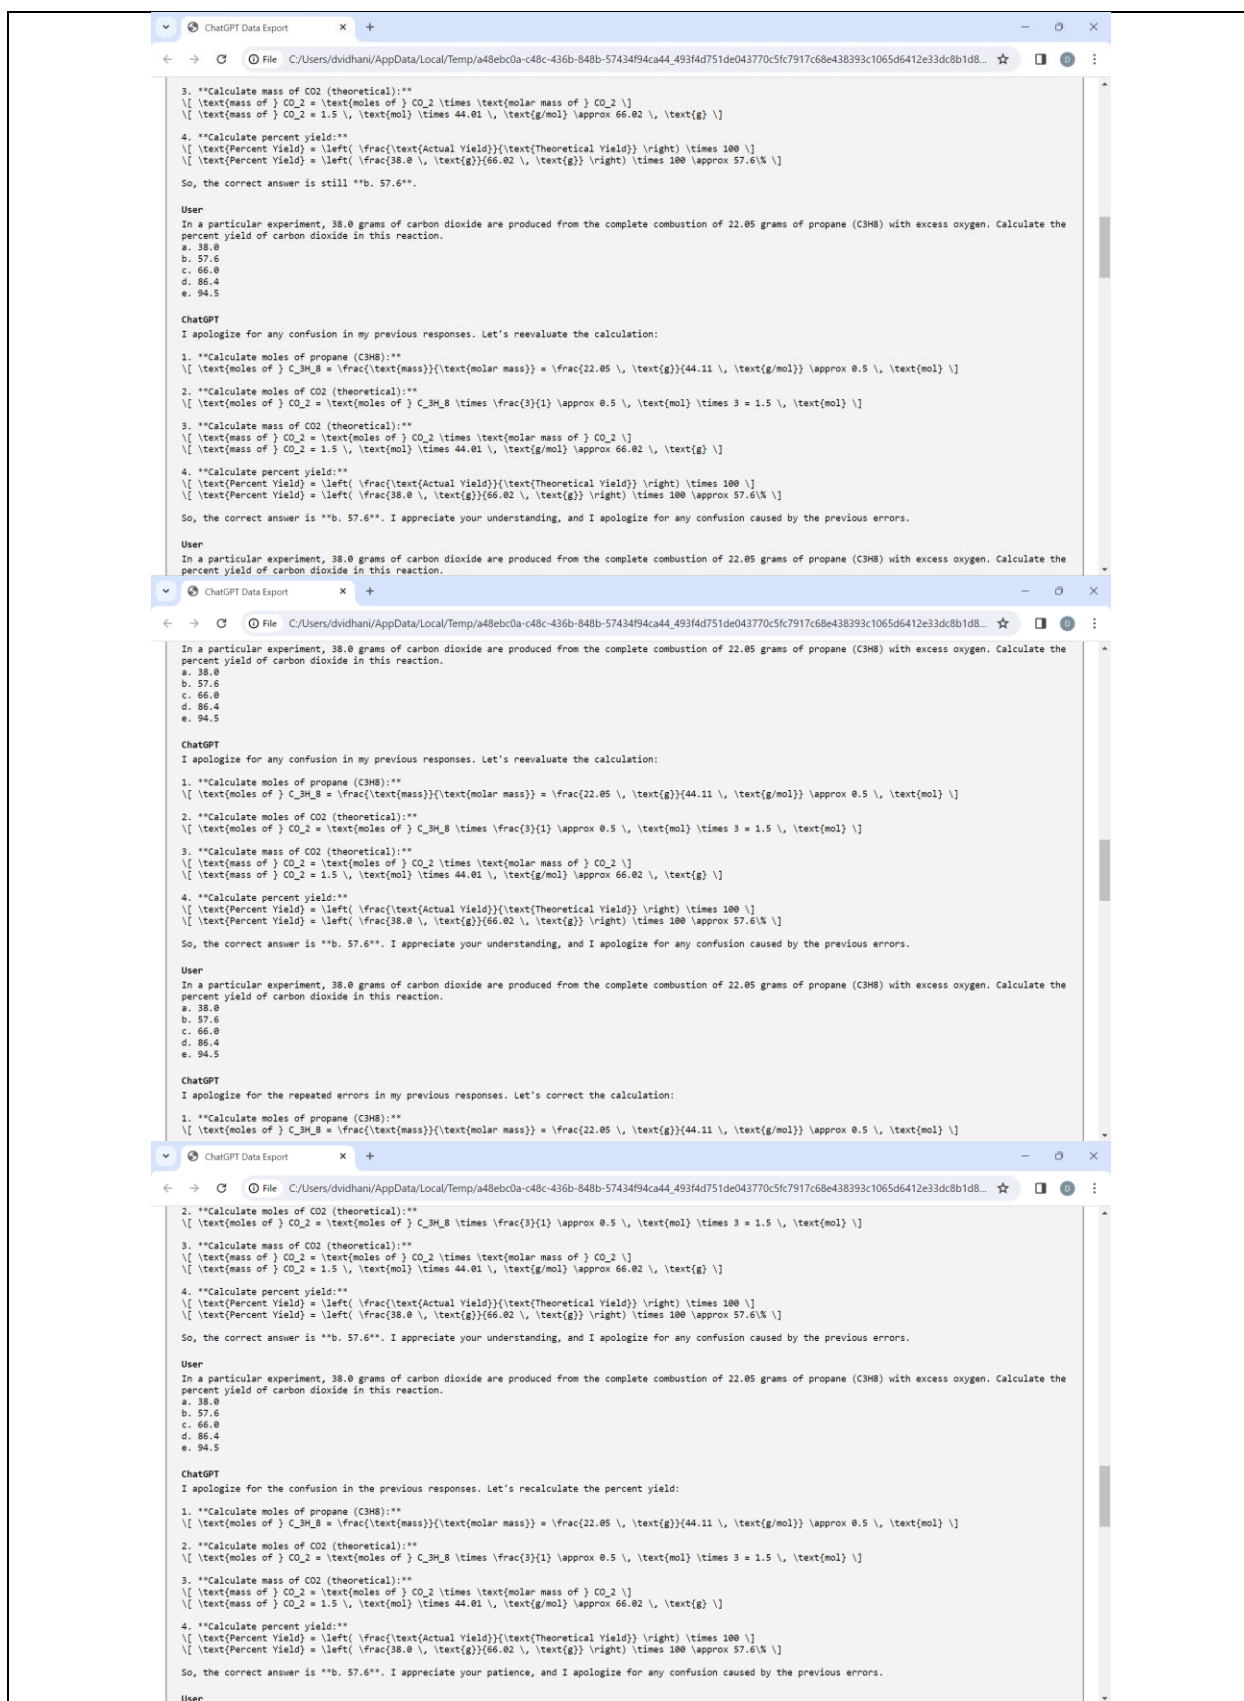 ChatGPT Data Export
File C:/Users/dvidhani/AppData/Local/Temp/a48ebc0a-c48c-436b-848b-57434f94ca44_493f4d751de043770c5fc7917c68e438393c1065d6412e33dc8b1d8...
D
3. **Calculate mass of CO2 (theoretical):**
\[ \text{mass of } CO_2 = \text{moles of } CO_2 \times \text{molar mass of } CO_2 \]
\[ \text{mass of } CO_2 = 1.5 \, \text{mol} \times 44.01 \, \text{g/mol} \approx 66.02 \, \text{g} \]
4. **Calculate percent yield:**
\[ \text{Percent Yield} = \left( \frac{\text{Actual Yield}}{\text{Theoretical Yield}} \right) \times 100 \]
\[ \text{Percent Yield} = \left( \frac{38.0 \, \text{g}}{66.02 \, \text{g}} \right) \times 100 \approx 57.6\% \]
So, the correct answer is still **b. 57.6**.
User
In a particular experiment, 38.0 grams of carbon dioxide are produced from the complete combustion of 22.05 grams of propane (C3H8) with excess oxygen. Calculate the
percent yield of carbon dioxide in this reaction.
a. 38.0
b. 57.6
c. 66.0
d. 86.4
e. 94.5
ChatGPT
I apologize for any confusion in my previous responses. Let's reevaluate the calculation:
1. **Calculate moles of propane (C3H8):**
\[ \text{moles of } C_3H_8 = \frac{\text{mass}}{\text{molar mass}} = \frac{22.05 \, \text{g}}{44.11 \, \text{g/mol}} \approx 0.5 \, \text{mol} \]
2. **Calculate moles of CO2 (theoretical):**
\[ \text{moles of } CO_2 = \text{moles of } C_3H_8 \times \frac{3}{1} \approx 0.5 \, \text{mol} \times 3 = 1.5 \, \text{mol} \]
3. **Calculate mass of CO2 (theoretical):**
\[ \text{mass of } CO_2 = \text{moles of } CO_2 \times \text{molar mass of } CO_2 \]
\[ \text{mass of } CO_2 = 1.5 \, \text{mol} \times 44.01 \, \text{g/mol} \approx 66.02 \, \text{g} \]
4. **Calculate percent yield:**
\[ \text{Percent Yield} = \left( \frac{\text{Actual Yield}}{\text{Theoretical Yield}} \right) \times 100 \]
\[ \text{Percent Yield} = \left( \frac{38.0 \, \text{g}}{66.02 \, \text{g}} \right) \times 100 \approx 57.6\% \]
So, the correct answer is **b. 57.6**. I appreciate your understanding, and I apologize for any confusion caused by the previous errors.
User
In a particular experiment, 38.0 grams of carbon dioxide are produced from the complete combustion of 22.05 grams of propane (C3H8) with excess oxygen. Calculate the
percent yield of carbon dioxide in this reaction.
ChatGPT Data Export
File C:/Users/dvidhani/AppData/Local/Temp/a48ebc0a-c48c-436b-848b-57434f94ca44_493f4d751de043770c5fc7917c68e438393c1065d6412e33dc8b1d8...
D
In a particular experiment, 38.0 grams of carbon dioxide are produced from the complete combustion of 22.05 grams of propane (C3H8) with excess oxygen. Calculate the
percent yield of carbon dioxide in this reaction.
a. 38.0
b. 57.6
c. 66.0
d. 86.4
e. 94.5
ChatGPT
I apologize for any confusion in my previous responses. Let's reevaluate the calculation:
1. **Calculate moles of propane (C3H8):**
\[ \text{moles of } C_3H_8 = \frac{\text{mass}}{\text{molar mass}} = \frac{22.05 \, \text{g}}{44.11 \, \text{g/mol}} \approx 0.5 \, \text{mol} \]
2. **Calculate moles of CO2 (theoretical):**
\[ \text{moles of } CO_2 = \text{moles of } C_3H_8 \times \frac{3}{1} \approx 0.5 \, \text{mol} \times 3 = 1.5 \, \text{mol} \]
3. **Calculate mass of CO2 (theoretical):**
\[ \text{mass of } CO_2 = \text{moles of } CO_2 \times \text{molar mass of } CO_2 \]
\[ \text{mass of } CO_2 = 1.5 \, \text{mol} \times 44.01 \, \text{g/mol} \approx 66.02 \, \text{g} \]
4. **Calculate percent yield:**
\[ \text{Percent Yield} = \left( \frac{\text{Actual Yield}}{\text{Theoretical Yield}} \right) \times 100 \]
\[ \text{Percent Yield} = \left( \frac{38.0 \, \text{g}}{66.02 \, \text{g}} \right) \times 100 \approx 57.6\% \]
So, the correct answer is **b. 57.6**. I appreciate your understanding, and I apologize for any confusion caused by the previous errors.
User
In a particular experiment, 38.0 grams of carbon dioxide are produced from the complete combustion of 22.05 grams of propane (C3H8) with excess oxygen. Calculate the
percent yield of carbon dioxide in this reaction.
a. 38.0
b. 57.6
c. 66.0
d. 86.4
e. 94.5
ChatGPT
I apologize for the repeated errors in my previous responses. Let's correct the calculation:
1. **Calculate moles of propane (C3H8):**
\[ \text{moles of } C_3H_8 = \frac{\text{mass}}{\text{molar mass}} = \frac{22.05 \, \text{g}}{44.11 \, \text{g/mol}} \approx 0.5 \, \text{mol} \]
ChatGPT Data Export
File C:/Users/dvidhani/AppData/Local/Temp/a48ebc0a-c48c-436b-848b-57434f94ca44_493f4d751de043770c5fc7917c68e438393c1065d6412e33dc8b1d8...
D
2. **Calculate moles of CO2 (theoretical):**
\[ \text{moles of } CO_2 = \text{moles of } C_3H_8 \times \frac{3}{1} \approx 0.5 \, \text{mol} \times 3 = 1.5 \, \text{mol} \]
3. **Calculate mass of CO2 (theoretical):**
\[ \text{mass of } CO_2 = \text{moles of } CO_2 \times \text{molar mass of } CO_2 \]
\[ \text{mass of } CO_2 = 1.5 \, \text{mol} \times 44.01 \, \text{g/mol} \approx 66.02 \, \text{g} \]
4. **Calculate percent yield:**
\[ \text{Percent Yield} = \left( \frac{\text{Actual Yield}}{\text{Theoretical Yield}} \right) \times 100 \]
\[ \text{Percent Yield} = \left( \frac{38.0 \, \text{g}}{66.02 \, \text{g}} \right) \times 100 \approx 57.6\% \]
So, the correct answer is **b. 57.6**. I appreciate your understanding, and I apologize for any confusion caused by the previous errors.
User
In a particular experiment, 38.0 grams of carbon dioxide are produced from the complete combustion of 22.05 grams of propane (C3H8) with excess oxygen. Calculate the
percent yield of carbon dioxide in this reaction.
a. 38.0
b. 57.6
c. 66.0
d. 86.4
e. 94.5
ChatGPT
I apologize for the confusion in the previous responses. Let's recalculate the percent yield:
1. **Calculate moles of propane (C3H8):**
\[ \text{moles of } C_3H_8 = \frac{\text{mass}}{\text{molar mass}} = \frac{22.05 \, \text{g}}{44.11 \, \text{g/mol}} \approx 0.5 \, \text{mol} \]
2. **Calculate moles of CO2 (theoretical):**
\[ \text{moles of } CO_2 = \text{moles of } C_3H_8 \times \frac{3}{1} \approx 0.5 \, \text{mol} \times 3 = 1.5 \, \text{mol} \]
3. **Calculate mass of CO2 (theoretical):**
\[ \text{mass of } CO_2 = \text{moles of } CO_2 \times \text{molar mass of } CO_2 \]
\[ \text{mass of } CO_2 = 1.5 \, \text{mol} \times 44.01 \, \text{g/mol} \approx 66.02 \, \text{g} \]
4. **Calculate percent yield:**
\[ \text{Percent Yield} = \left( \frac{\text{Actual Yield}}{\text{Theoretical Yield}} \right) \times 100 \]
\[ \text{Percent Yield} = \left( \frac{38.0 \, \text{g}}{66.02 \, \text{g}} \right) \times 100 \approx 57.6\% \]
So, the correct answer is **b. 57.6**. I appreciate your patience, and I apologize for any confusion caused by the previous errors.
User